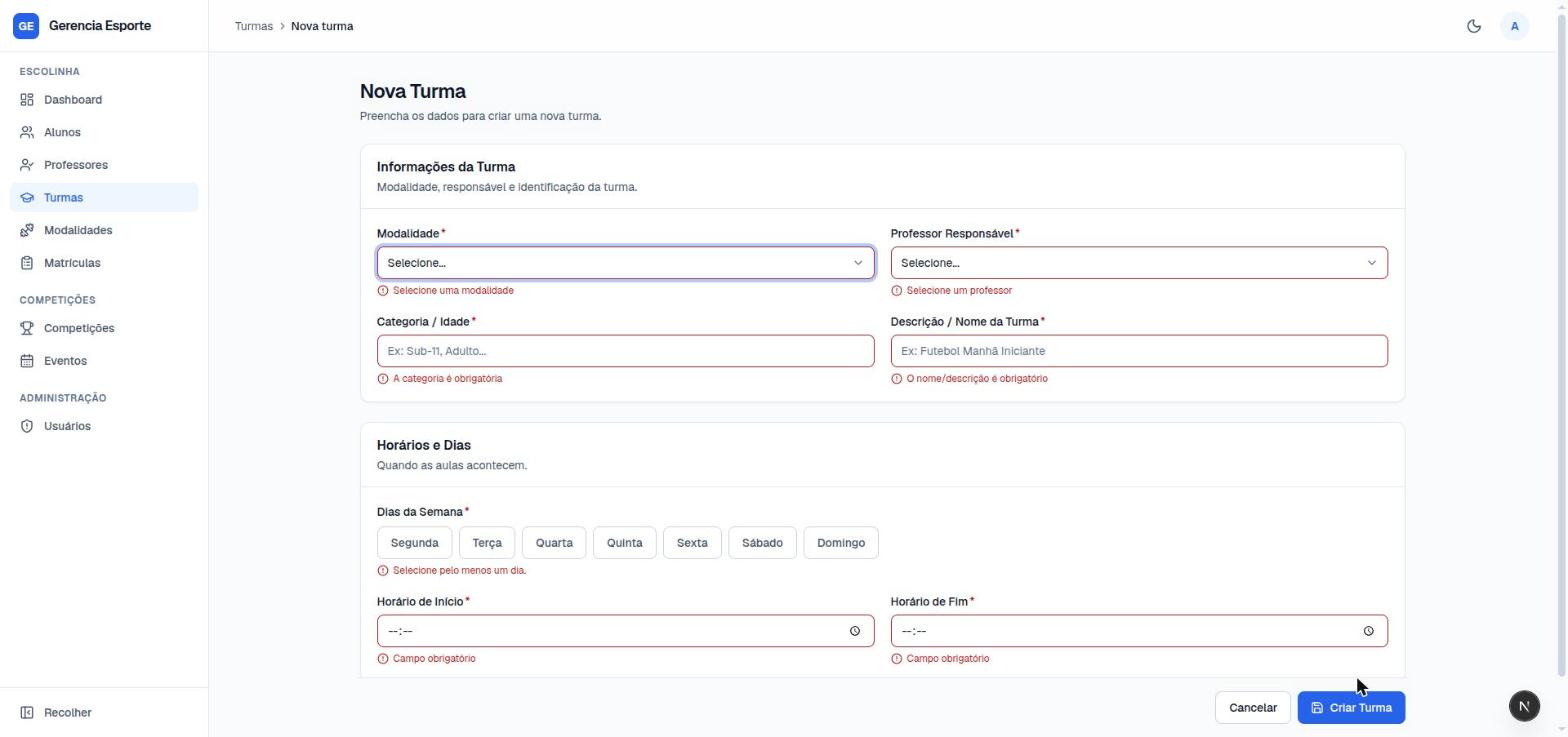 GE Gerencia Esporte
Turmas > Nova turma
A
ESCOLINHA
Dashboard
Alunos
Professores
Turmas
Modalidades
Matrículas
COMPETIÇÕES
Competições
Eventos
ADMINISTRAÇÃO
Usuários
Recolher
Nova Turma
Preencha os dados para criar uma nova turma.
Informações da Turma
Modalidade, responsável e identificação da turma.
Modalidade*
Selecione...
Selecione uma modalidade
Professor Responsável*
Selecione...
Selecione um professor
Categoria / Idade*
Ex: Sub-11, Adulto...
A categoria é obrigatória
Descrição / Nome da Turma*
Ex: Futebol Manhã Iniciante
O nome/descrição é obrigatório
Horários e Dias
Quando as aulas acontecem.
Dias da Semana*
Segunda Terça Quarta Quinta Sexta Sábado Domingo
Selecione pelo menos um dia.
Horário de Início*
--:--
Campo obrigatório
Horário de Fim*
--:--
Campo obrigatório
Cancelar Criar Turma
N